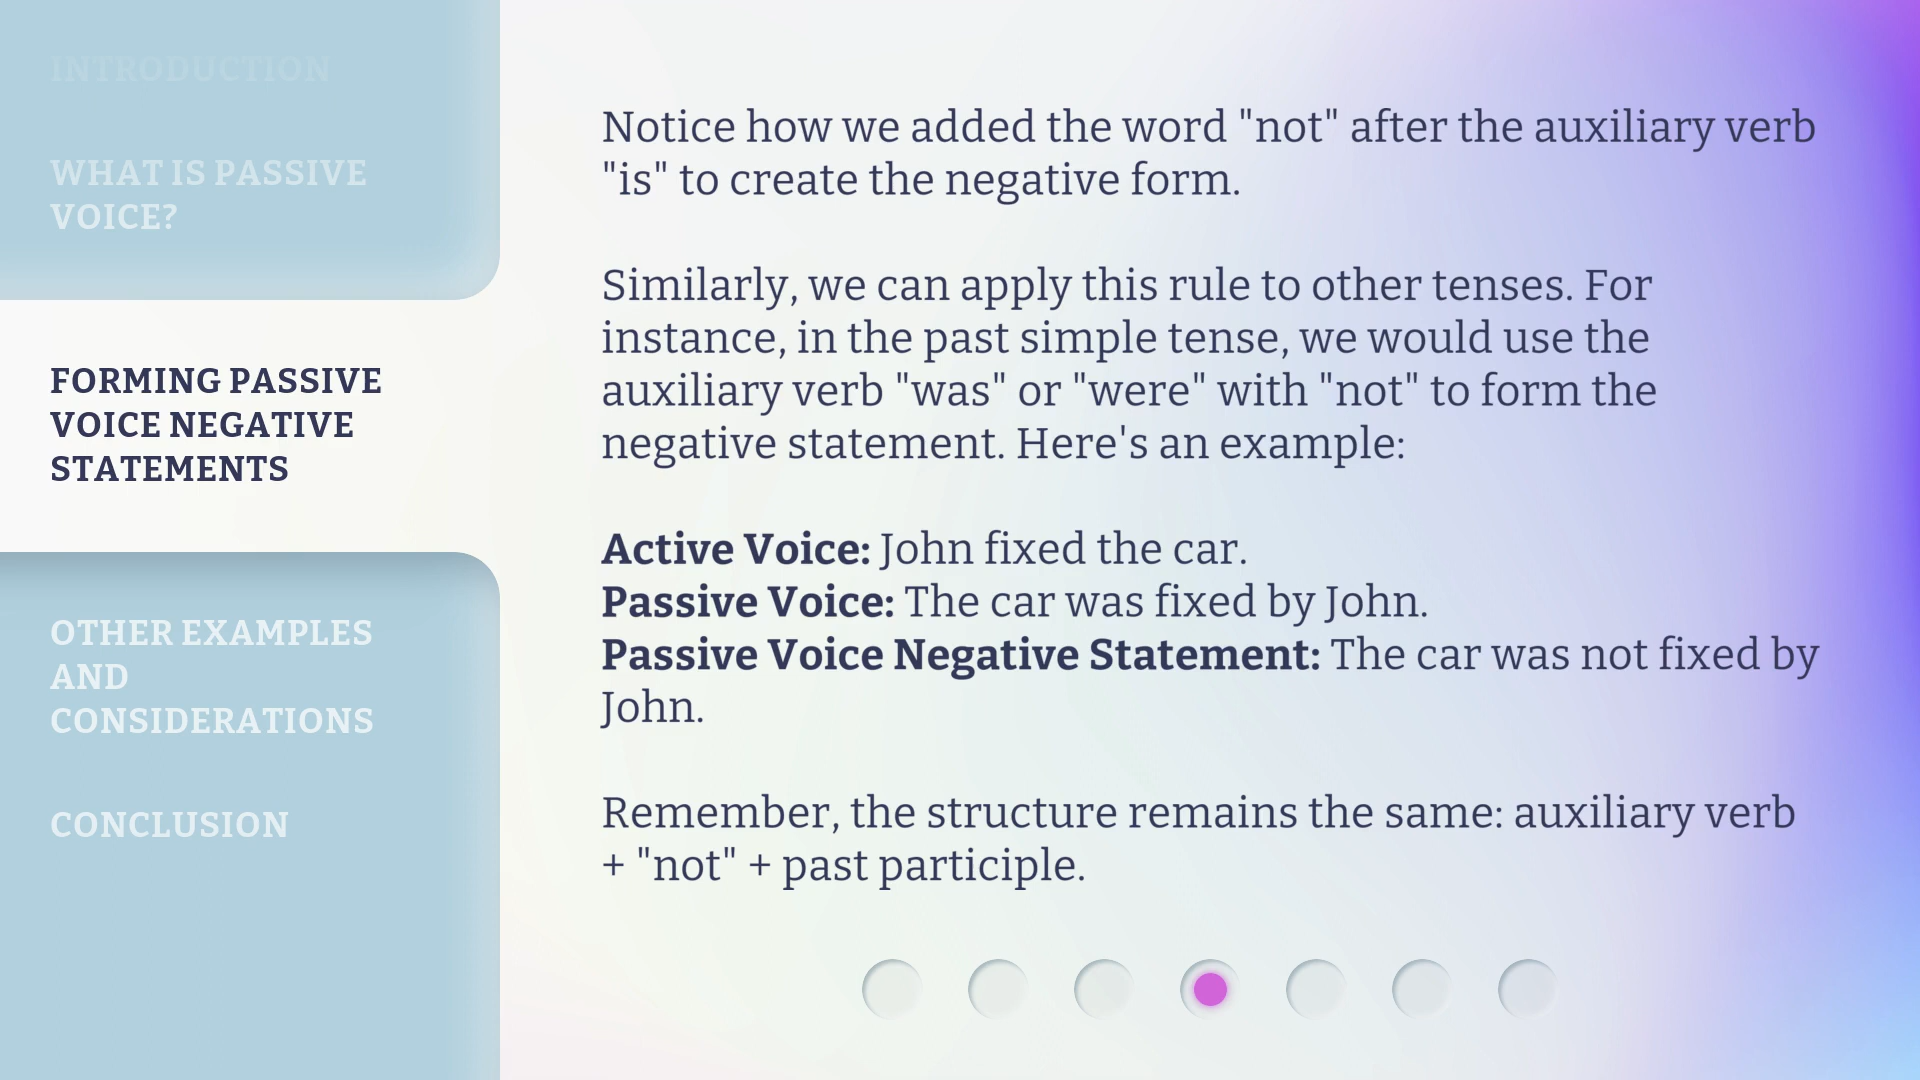 INTRODUCTION
WHAT IS PASSIVE
VOICE?
FORMING PASSIVE
VOICE NEGATIVE
STATEMENTS
OTHER EXAMPLES
AND
CONSIDERATIONS
CONCLUSION
Notice how we added the word "not" after the auxiliary verb
"is" to create the negative form.
Similarly, we can apply this rule to other tenses. For
instance, in the past simple tense, we would use the
auxiliary verb "was" or "were" with "not" to form the
negative statement. Here's an example:
Active Voice: John fixed the car.
Passive Voice: The car was fixed by John.
Passive Voice Negative Statement: The car was not fixed by
John.
Remember, the structure remains the same: auxiliary verb
+ "not" + past participle.